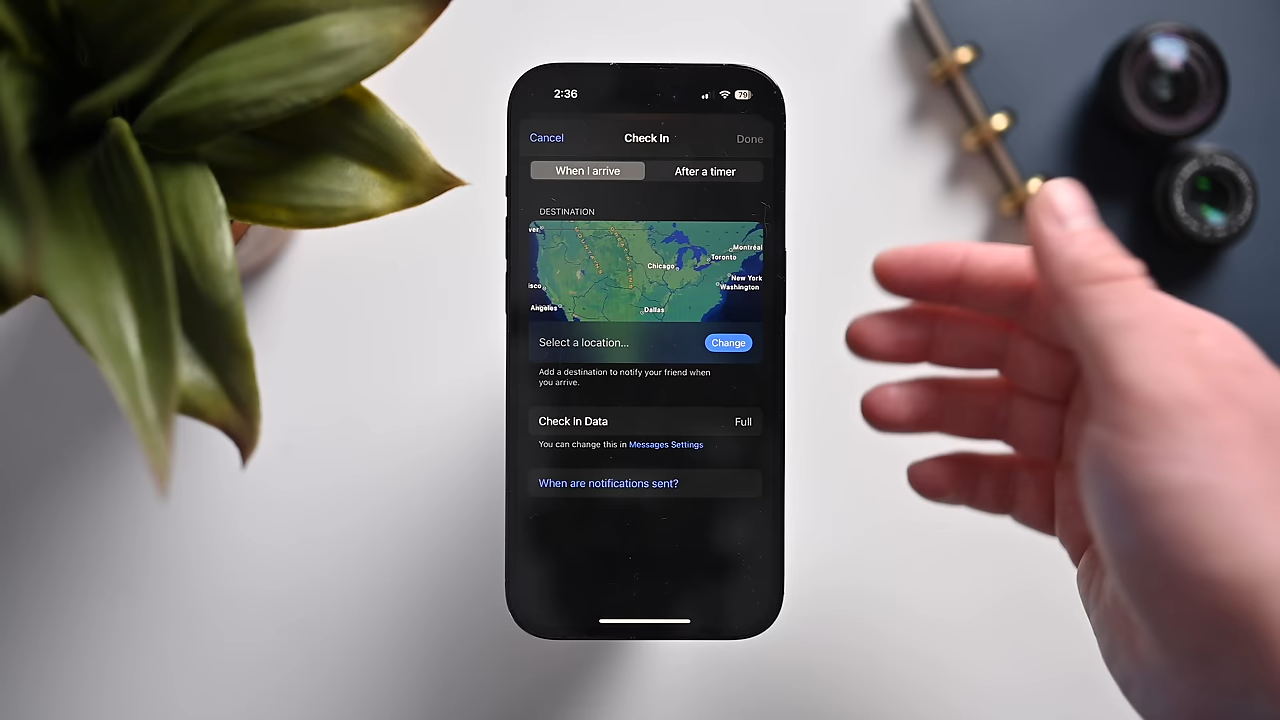 2:36
79
Cancel
Check In
Done
When I arrive
After a timer
DESTINATION
ver
Montréal
Toronto
Chicago
New York
Washington
isco
Angeles
Dallas
Select a location...
Change
Add a destination to notify your friend when
you arrive.
Check In Data
Full
You can change this in Messages Settings
When are notifications sent?